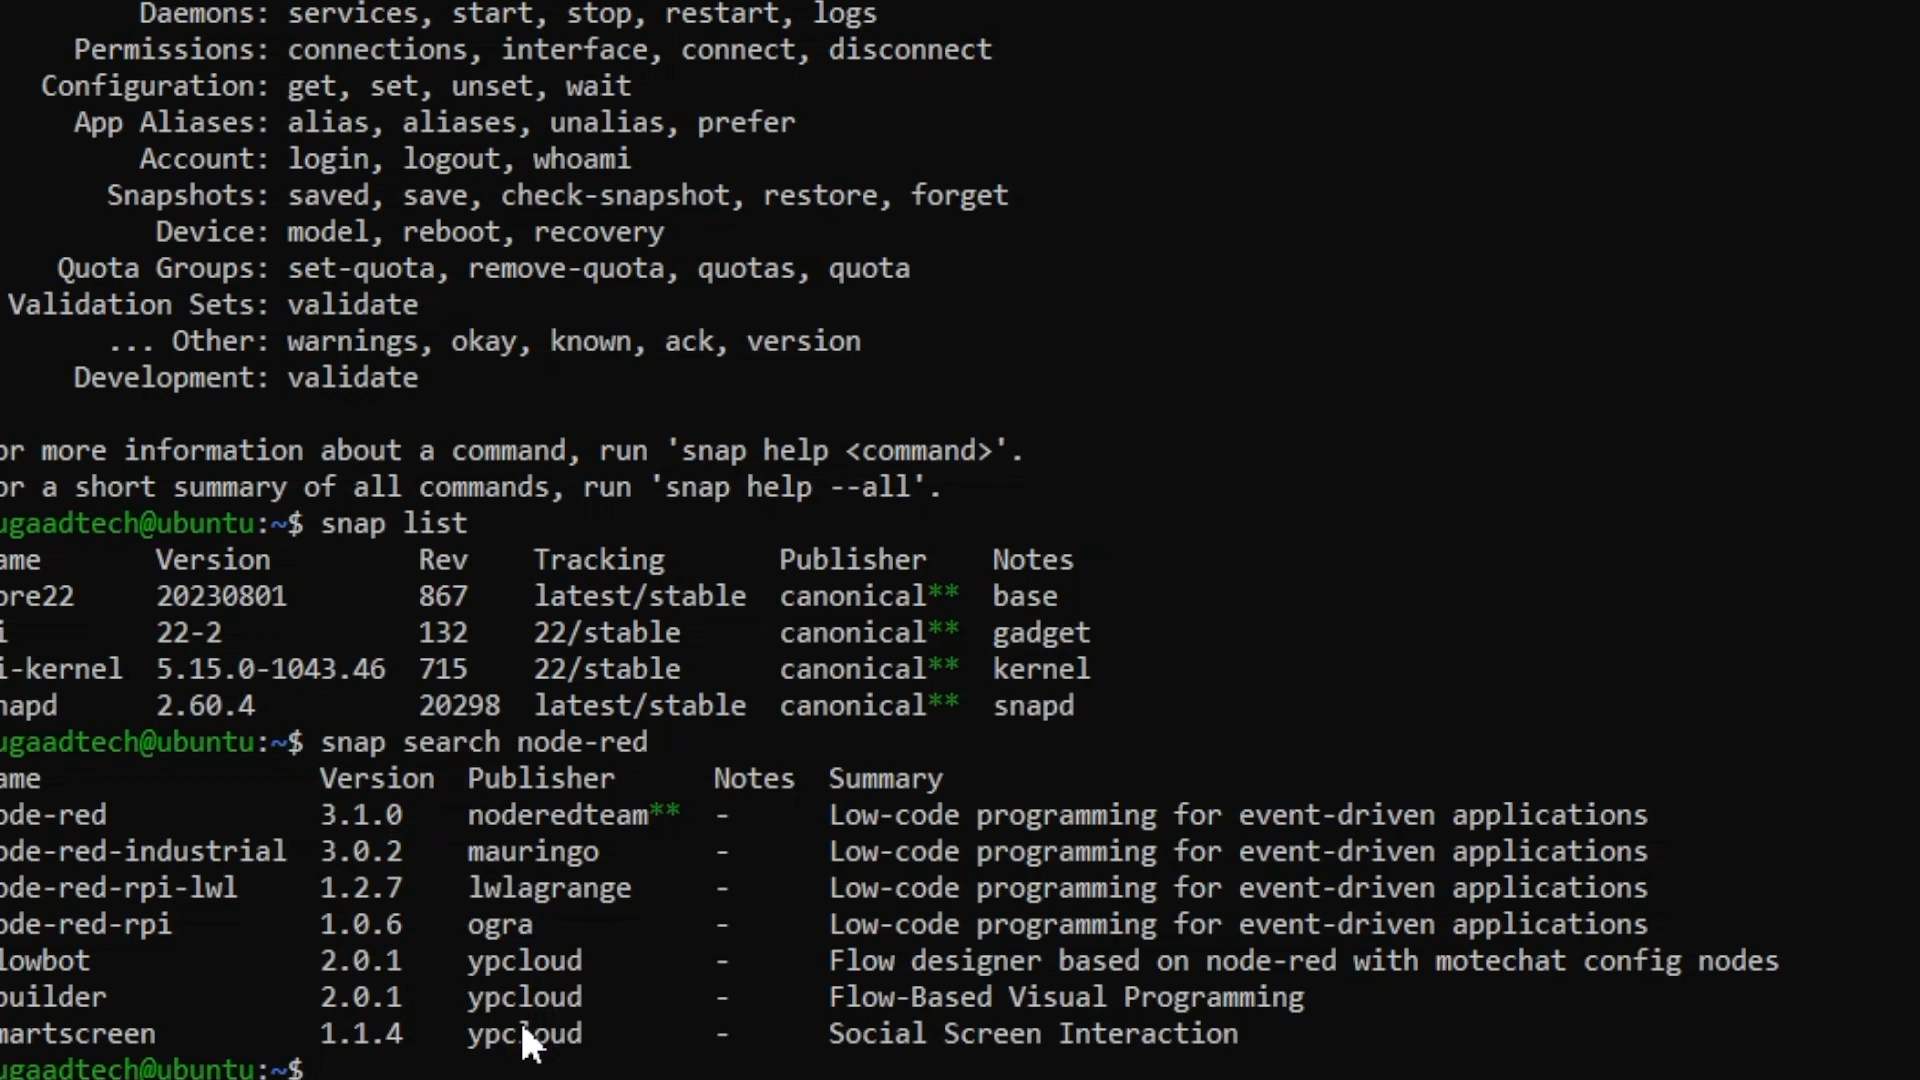 Daemons: services, start, stop, restart, logs
Permissions: connections, interface, connect, disconnect
Configuration: get, set, unset, wait
App Aliases: alias, aliases, unalias, prefer
Account: login, logout, whoami
Snapshots: saved, save, check-snapshot, restore, forget
Device: model, reboot, recovery
Quota Groups: set-quota, remove-quota, quotas, quota
Validation Sets: validate
... Other: warnings, okay, known, ack, version
Development: validate
or more information about a command, run 'snap help <command>'.
or a short summary of all commands, run 'snap help --all'.
ugaadtech@ubuntu:~$ snap list
ame Version Rev Tracking Publisher Notes
ore22 20230801 867 latest/stable canonical** base
i 22-2 132 22/stable canonical** gadget
i-kernel 5.15.0-1043.46 715 22/stable canonical** kernel
napd 2.60.4 20298 latest/stable canonical** snapd
ugaadtech@ubuntu:~$ snap search node-red
ame Version Publisher Notes Summary
ode-red 3.1.0 noderedteam** - Low-code programming for event-driven applications
ode-red-industrial 3.0.2 mauringo - Low-code programming for event-driven applications
ode-red-rpi-lwl 1.2.7 lwlagrange - Low-code programming for event-driven applications
ode-red-rpi 1.0.6 ogra - Low-code programming for event-driven applications
lowbot 2.0.1 ypcloud - Flow designer based on node-red with motechat config nodes
builder 2.0.1 ypcloud - Flow-Based Visual Programming
martscreen 1.1.4 ypcloud - Social Screen Interaction
ugaadtech@ubuntu:~$